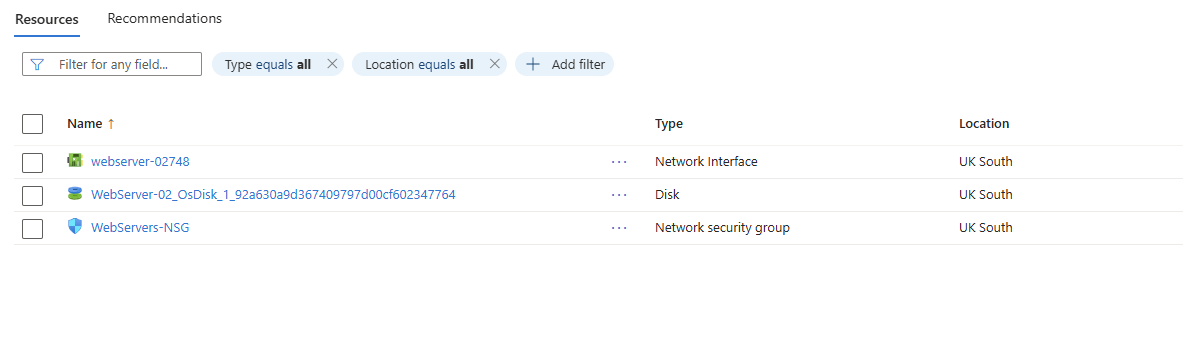 Resources Recommendations
Filter for any field... Type equals all Location equals all Add filter
Name ↑ Type Location
webserver-02748 ... Network Interface UK South
WebServer-02_OsDisk_1_92a630a9d367409797d00cf602347764 ... Disk UK South
WebServers-NSG ... Network security group UK South